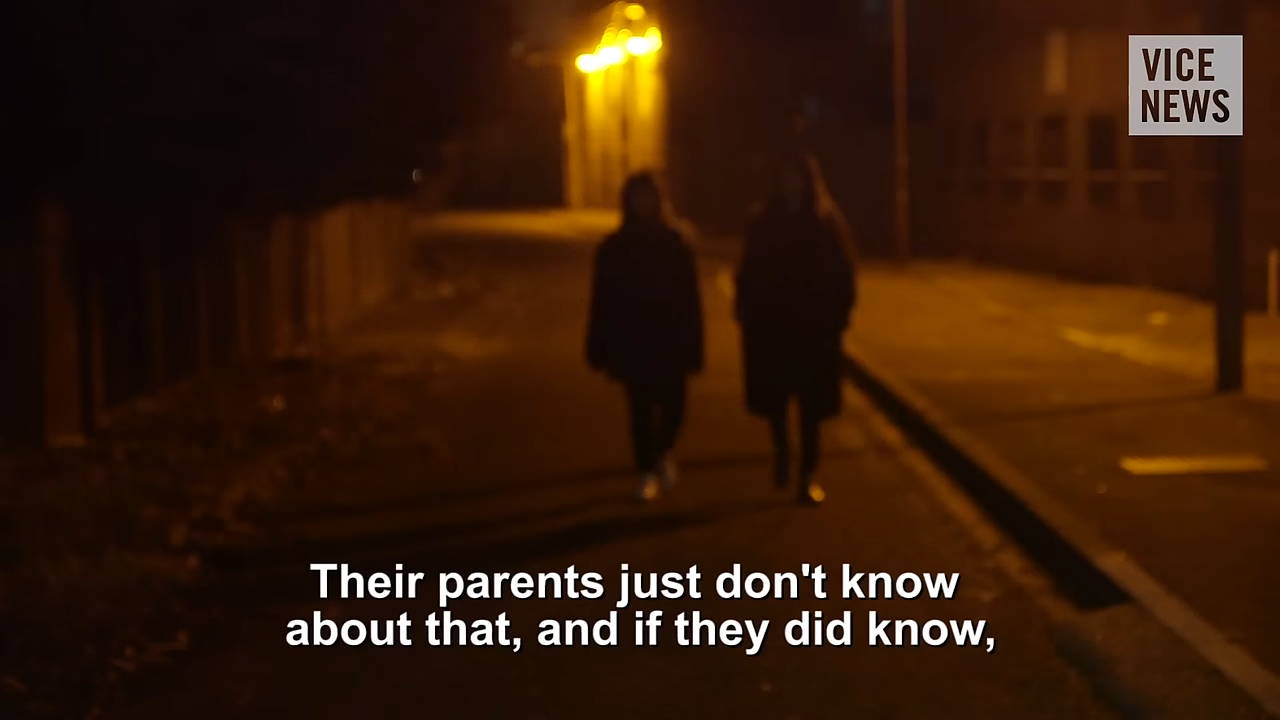 VICE
NEWS
Their parents just don't know
about that, and if they did know,